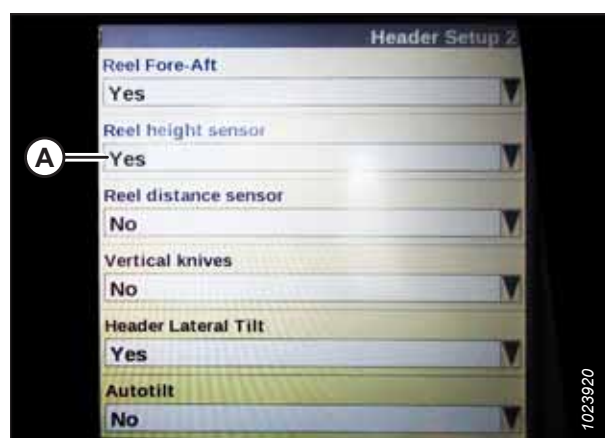 Header Setup 2
Reel Fore-Aft
Yes
Reel height sensor
A
Yes
Reel distance sensor
No
Vertical knives
No
Header Lateral Tilt
Yes
Autotilt
No
1023920